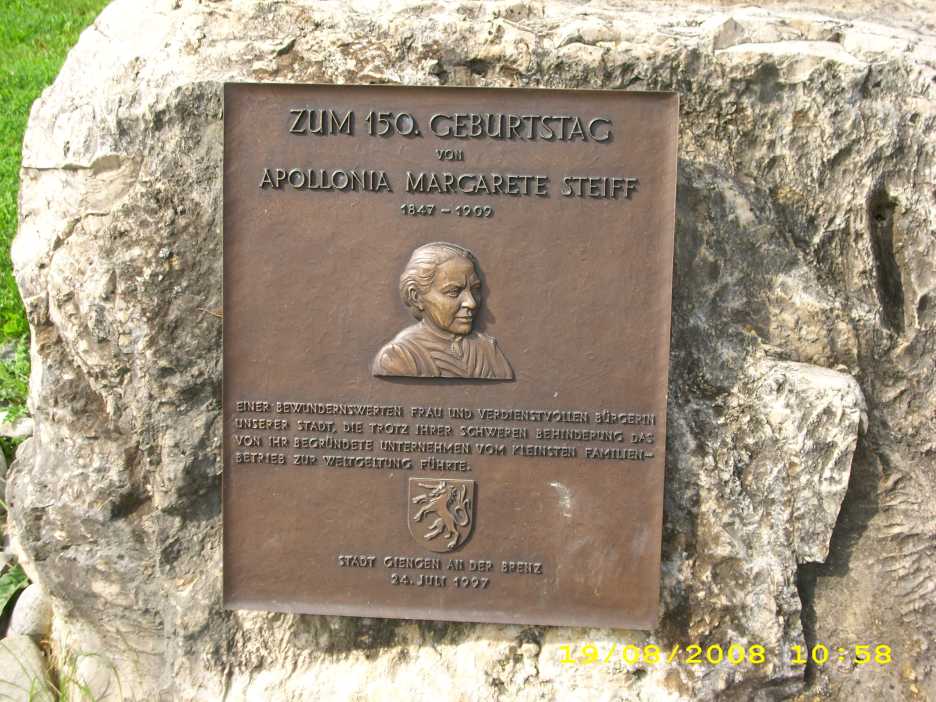 ZUM 150. GEBURTSTAG
VON
APOLLONIA MARGARETE STEIFF
1847 – 1909
EINER BEWUNDERNSWERTEN FRAU UND VERDIENSTVOLLEN BÜRGERIN
UNSERER STADT, DIE TROTZ IHRER SCHWEREN BEHINDERUNG DAS
VON IHR BEGRÜNDETE UNTERNEHMEN VOM KLEINSTEN FAMILIEN-
BETRIEB ZUR WELTGELTUNG FÜHRTE.
STADT GIENGEN AN DER BRENZ
24. JULI 1997
19/08/2008 10:58